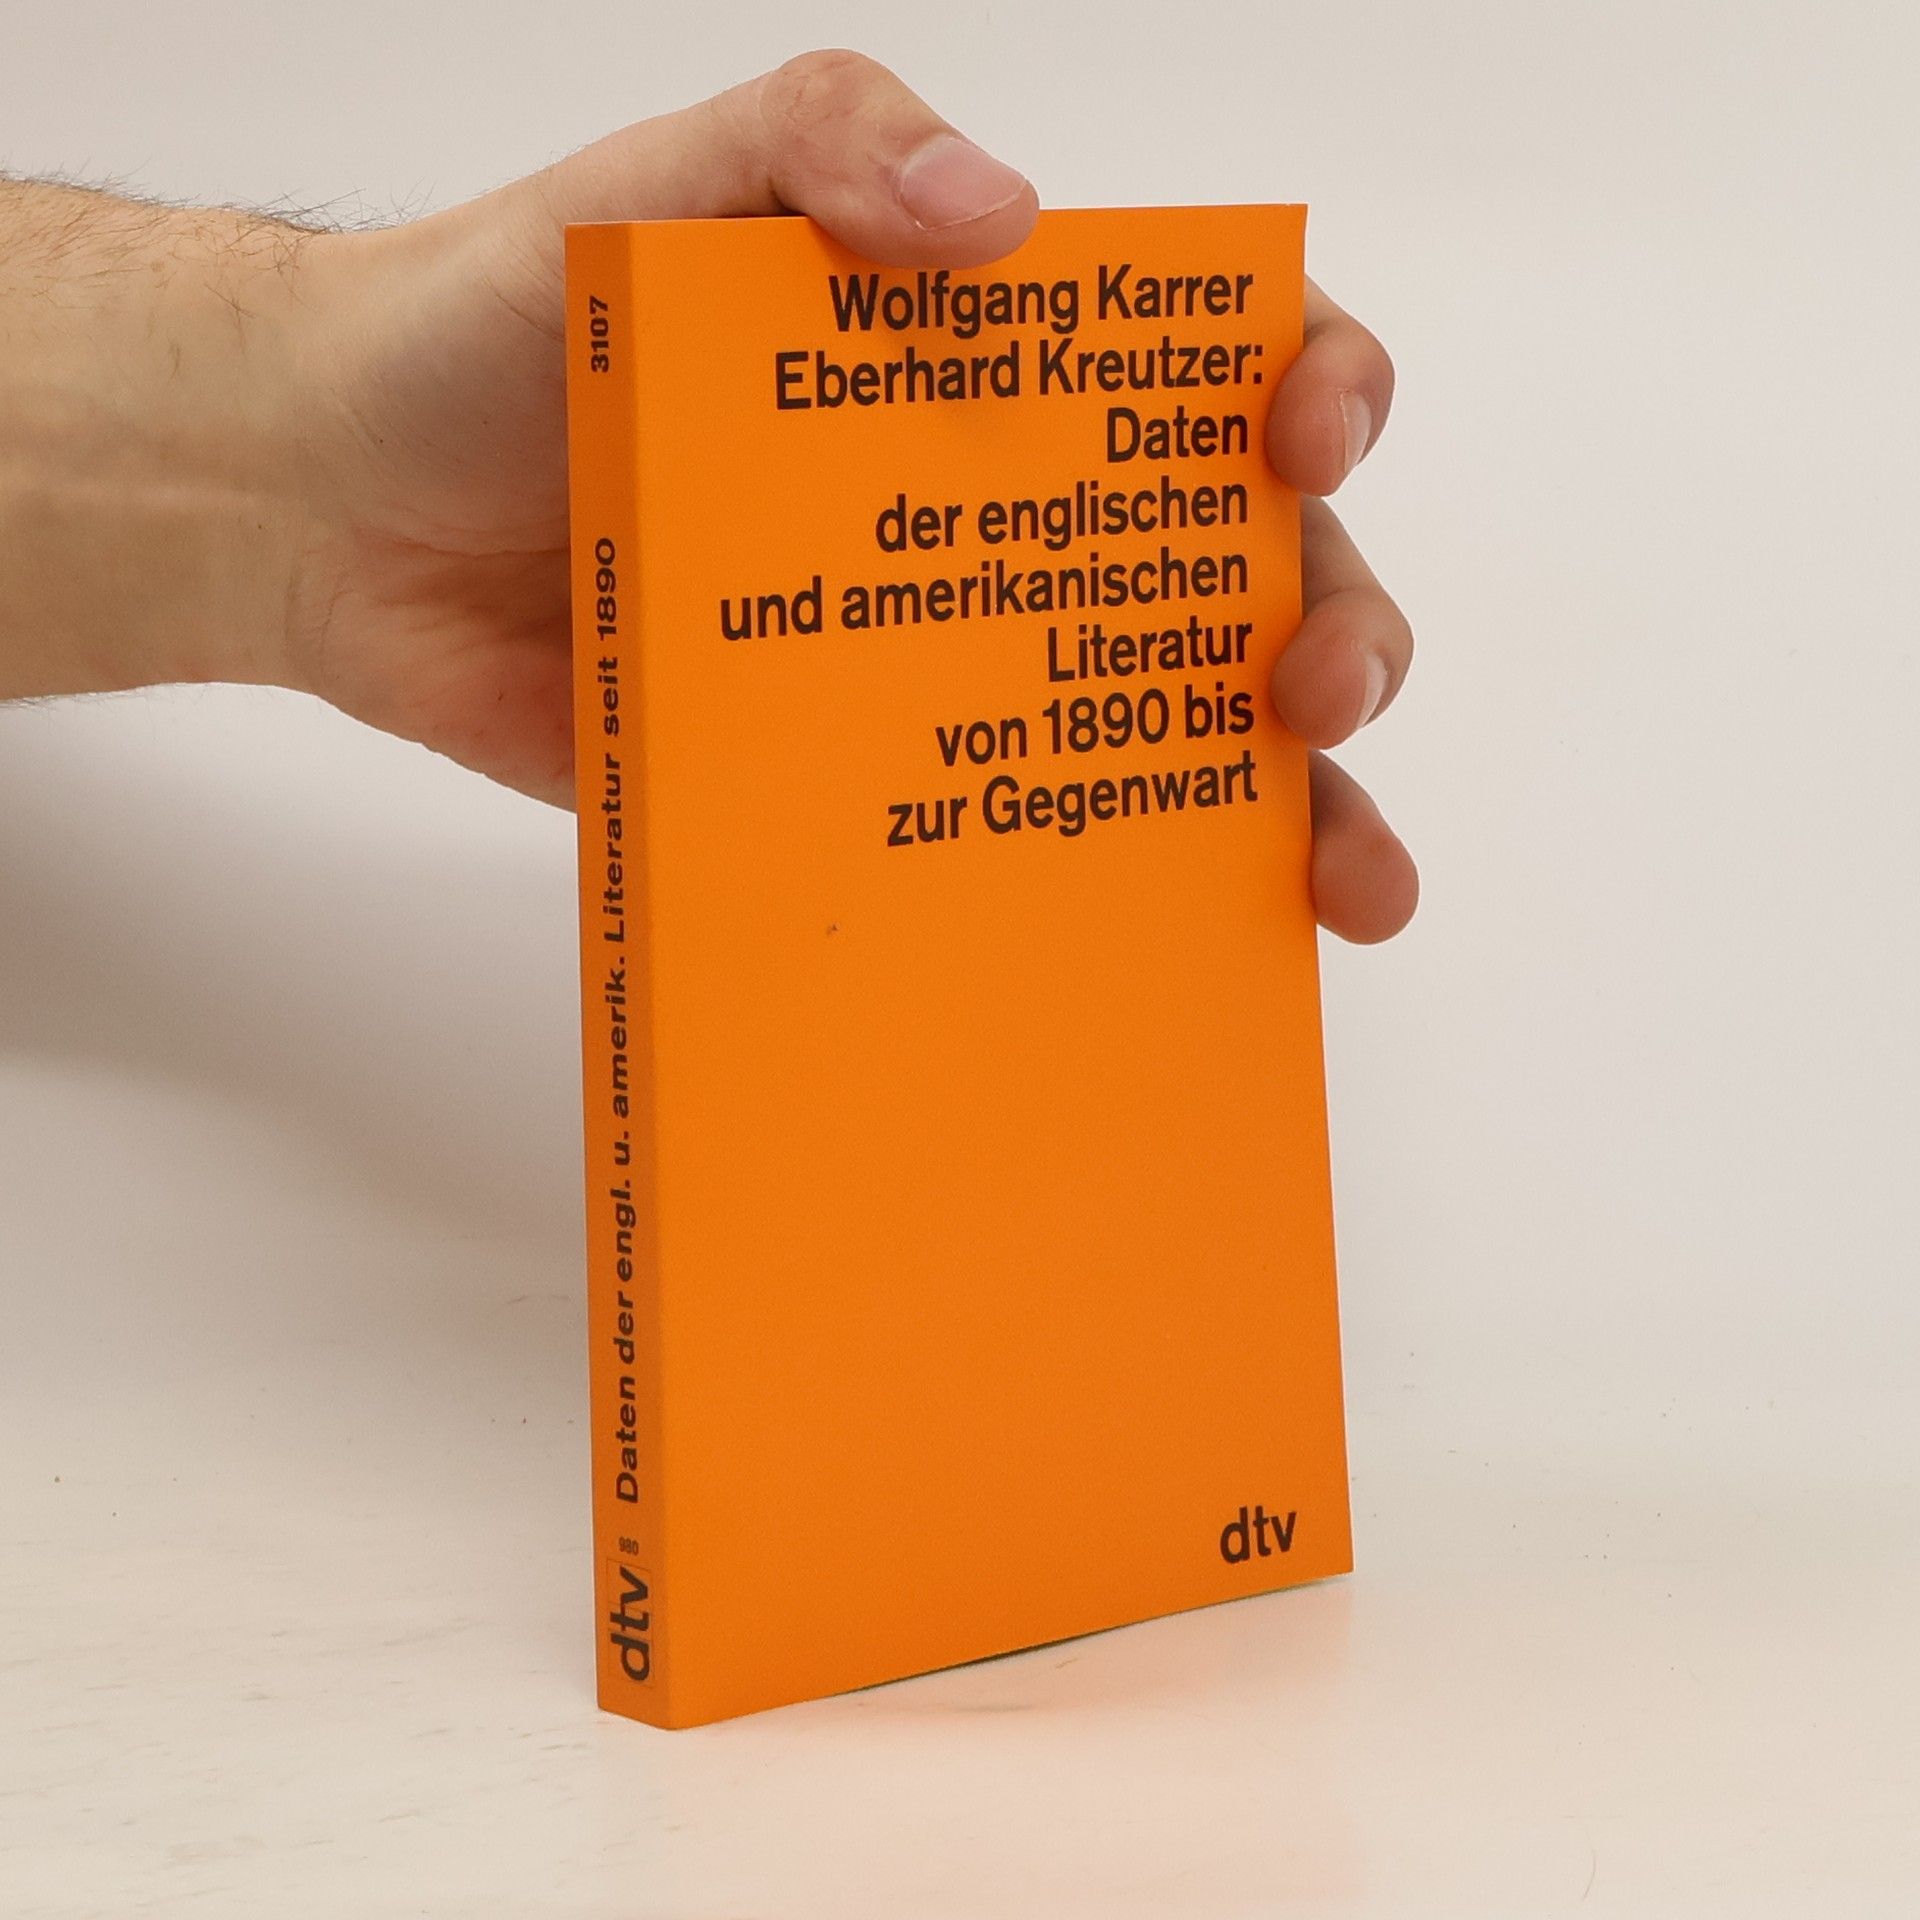 Wolfgang Karrer
Eberhard Kreutzer:
Daten
der englischen
und amerikanischen
Literatur
von 1890 bis
zur Gegenwart
dtv
dtv 980 Daten der engl. u. amerik. Literatur seit 1890 3107